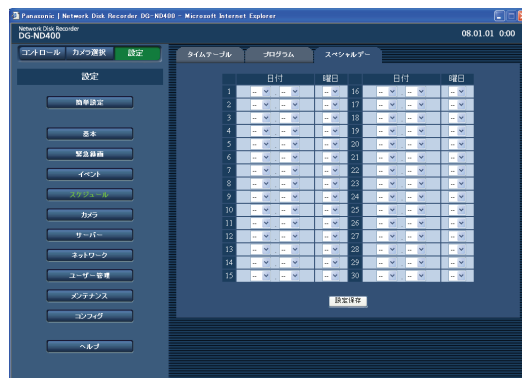 Panasonic | Network Disk Recorder DG-ND400 - Microsoft Internet Explorer
Network Disk Recorder
DG-ND400
08.01.01 0:00
コントロール カメラ選択 設定
タイムテーブル プログラム スペシャルデー
設定
簡単設定
基本
緊急録画
イベント
スケジュール
カメラ
サーバー
ネットワーク
ユーザー管理
メンテナンス
コンフィグ
ヘルプ
日付 曜日 日付 曜日
1 -- -- -- 16 -- -- --
2 -- -- -- 17 -- -- --
3 -- -- -- 18 -- -- --
4 -- -- -- 19 -- -- --
5 -- -- -- 20 -- -- --
6 -- -- -- 21 -- -- --
7 -- -- -- 22 -- -- --
8 -- -- -- 23 -- -- --
9 -- -- -- 24 -- -- --
10 -- -- -- 25 -- -- --
11 -- -- -- 26 -- -- --
12 -- -- -- 27 -- -- --
13 -- -- -- 28 -- -- --
14 -- -- -- 29 -- -- --
15 -- -- -- 30 -- -- --
設定保存